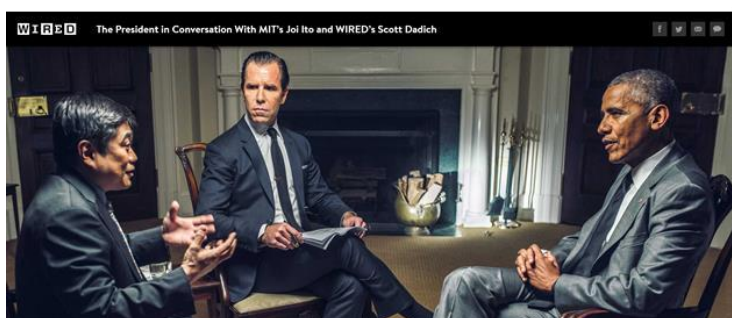 WIRED
The President in Conversation With MIT's Joi Ito and WIRED's Scott Dadich